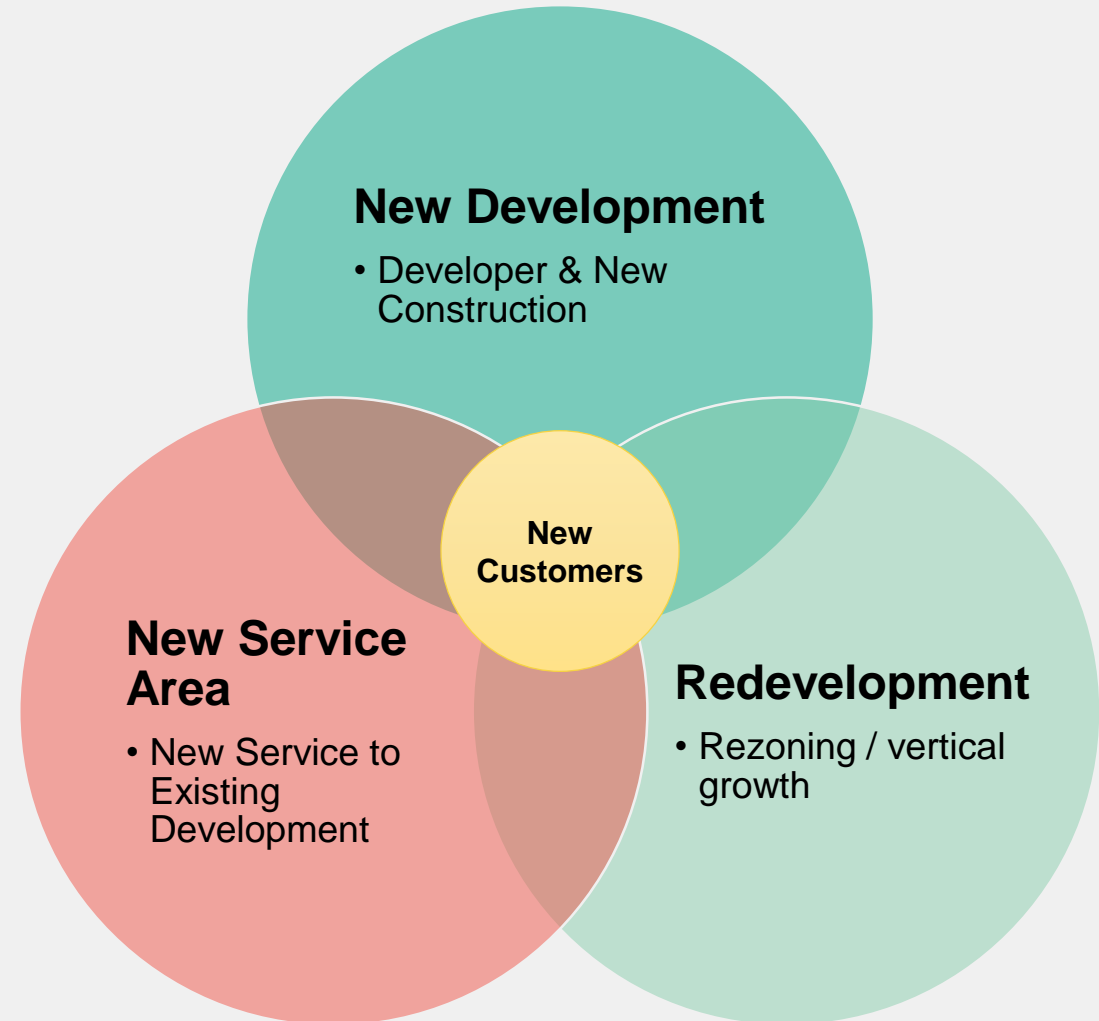 New Development
• Developer & New
Construction
New
Customers
New Service
Area
• New Service to
Existing
Development
Redevelopment
• Rezoning / vertical
growth